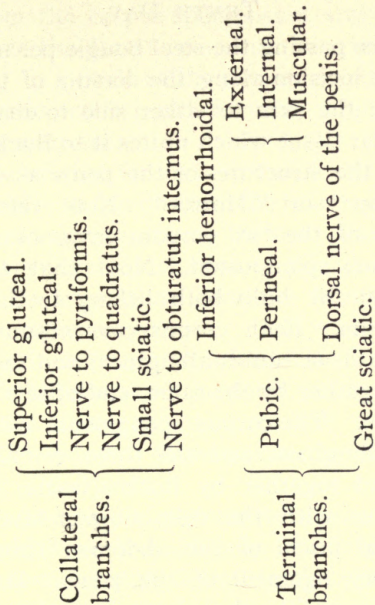 Collateral branches.
Superior gluteal.
Inferior gluteal.
Nerve to pyriformis.
Nerve to quadratus.
Small sciatic.
Nerve to obturatur internus.
Terminal branches.
Pubic.
Inferior hemorrhoidal.
Perineal.
External
Internal.
Muscular.
Dorsal nerve of the penis.
Great sciatic.